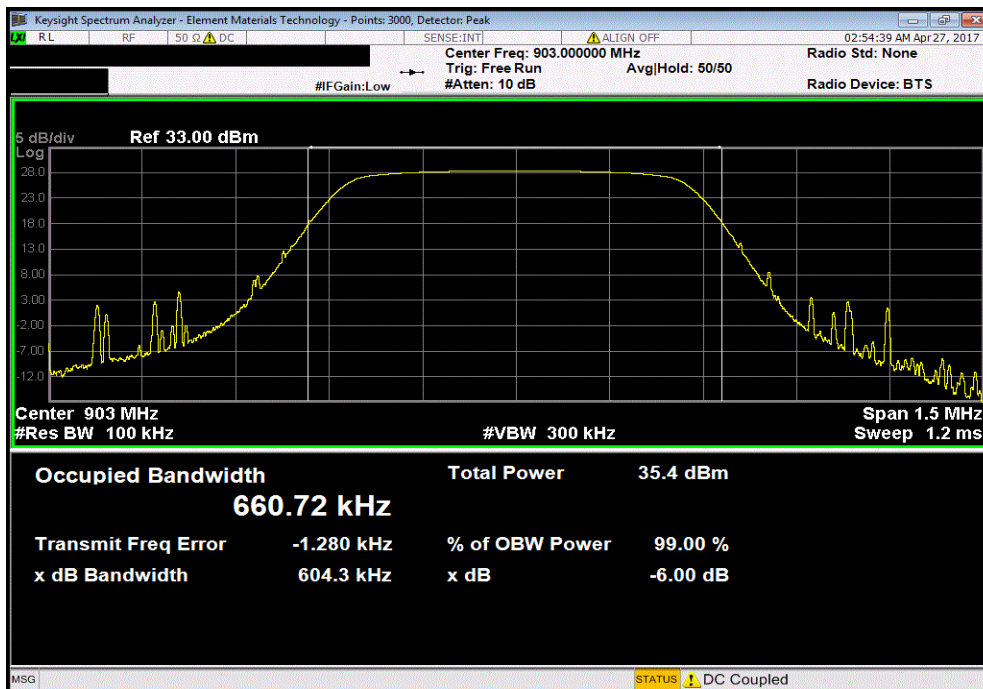 Keysight Spectrum Analyzer - Element Materials Technology - Points: 3000, Detector: Peak
LXI RL RF 50 Ω DC SENSE:INT ALIGN OFF 02:54:39 AM Apr 27, 2017
Center Freq: 903.000000 MHz Radio Std: None
Trig: Free Run Avg|Hold: 50/50
#IFGain:Low #Atten: 10 dB Radio Device: BTS
5 dB/div Ref 33.00 dBm
Log
28.0
23.0
18.0
13.0
8.00
3.00
-2.00
-7.00
-12.0
Center 903 MHz Span 1.5 MHz
#Res BW 100 kHz #VBW 300 kHz Sweep 1.2 ms
Occupied Bandwidth Total Power 35.4 dBm
660.72 kHz
Transmit Freq Error -1.280 kHz % of OBW Power 99.00 %
x dB Bandwidth 604.3 kHz x dB -6.00 dB
MSG STATUS DC Coupled